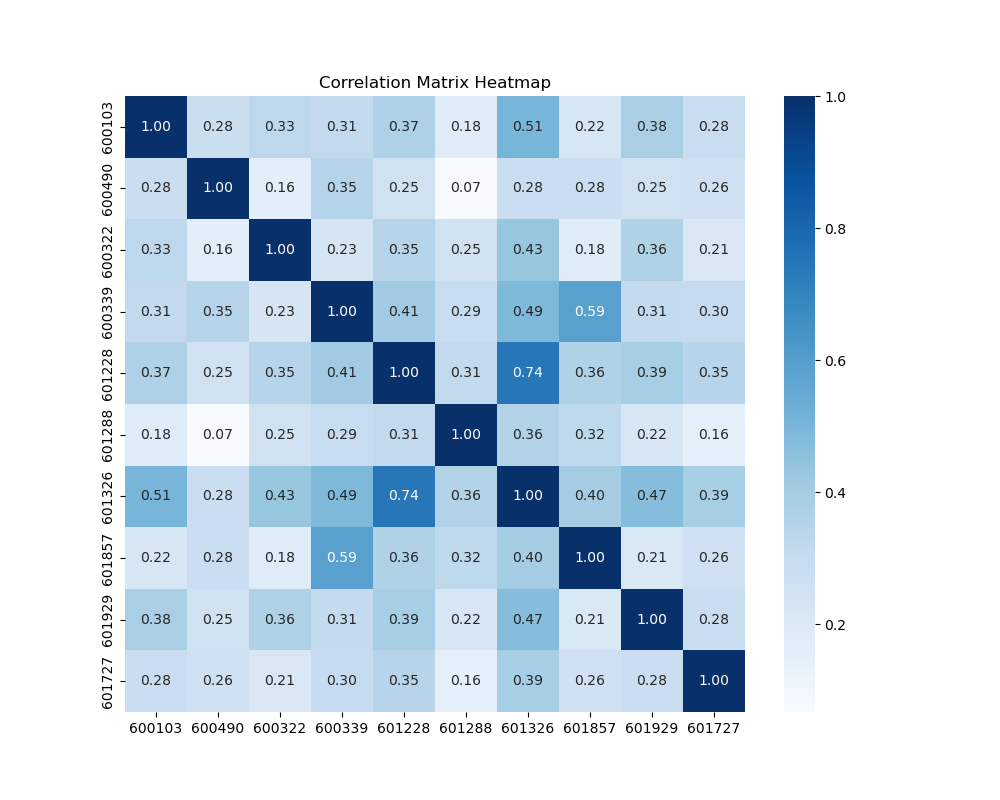 Correlation Matrix Heatmap
600103 1.00 0.28 0.33 0.31 0.37 0.18 0.51 0.22 0.38 0.28
600490 0.28 1.00 0.16 0.35 0.25 0.07 0.28 0.28 0.25 0.26
600322 0.33 0.16 1.00 0.23 0.35 0.25 0.43 0.18 0.36 0.21
600339 0.31 0.35 0.23 1.00 0.41 0.29 0.49 0.59 0.31 0.30
601228 0.37 0.25 0.35 0.41 1.00 0.31 0.74 0.36 0.39 0.35
601288 0.18 0.07 0.25 0.29 0.31 1.00 0.36 0.32 0.22 0.16
601326 0.51 0.28 0.43 0.49 0.74 0.36 1.00 0.40 0.47 0.39
601857 0.22 0.28 0.18 0.59 0.36 0.32 0.40 1.00 0.21 0.26
601929 0.38 0.25 0.36 0.31 0.39 0.22 0.47 0.21 1.00 0.28
601727 0.28 0.26 0.21 0.30 0.35 0.16 0.39 0.26 0.28 1.00
600103 600490 600322 600339 601228 601288 601326 601857 601929 601727
1.0
0.8
0.6
0.4
0.2